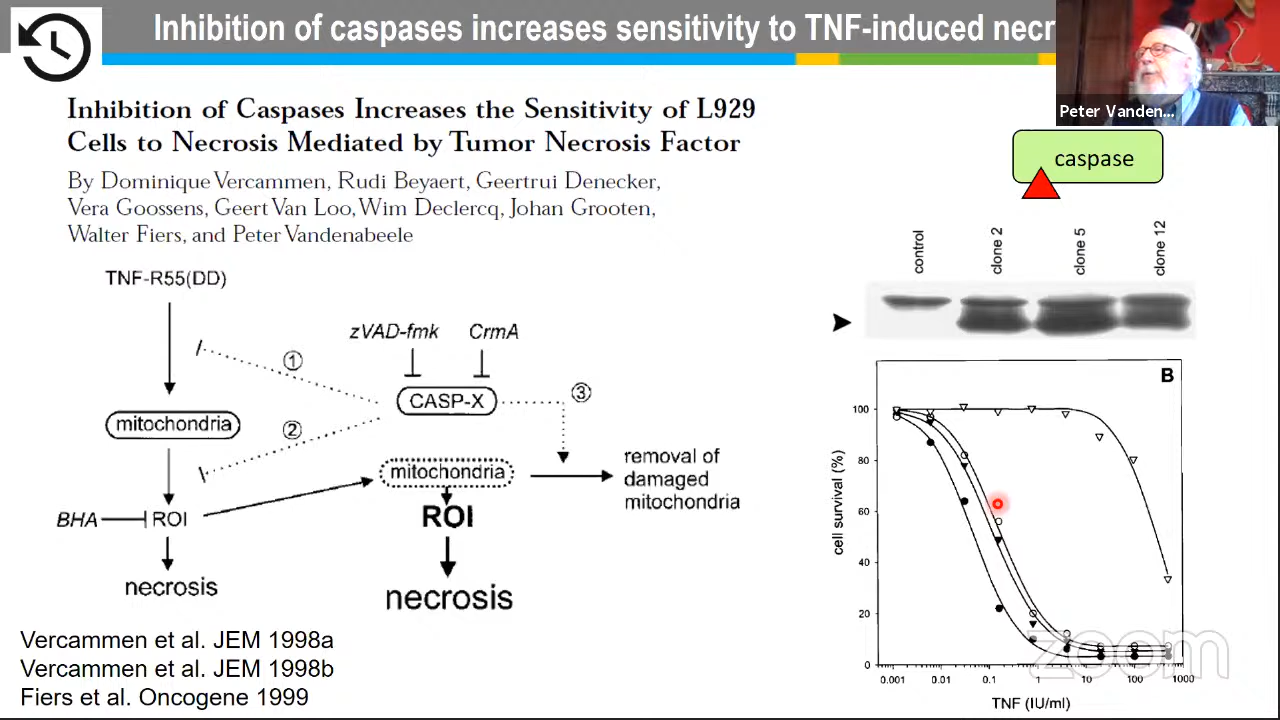 Inhibition of caspases increases sensitivity to TNF-induced necr
Peter Vanden...
Inhibition of Caspases Increases the Sensitivity of L929
Cells to Necrosis Mediated by Tumor Necrosis Factor
By Dominique Vercammen, Rudi Beyaert, Geertrui Denecker,
Vera Goossens, Geert Van Loo, Wim Declercq, Johan Grooten,
Walter Fiers, and Peter Vandenabeele
caspase
TNF-R55(DD)
zVAD-fmk CrmA
①
CASP-X
③
mitochondria
②
mitochondria
removal of
damaged
mitochondria
BHA
ROI
ROI
necrosis
necrosis
Vercammen et al. JEM 1998a
Vercammen et al. JEM 1998b
Fiers et al. Oncogene 1999
control
clone 2
clone 5
clone 12
B
cell survival (%)
100
80
60
40
20
0
0.001 0.01 0.1 1 10 100 1000
TNF (IU/ml)
zoom